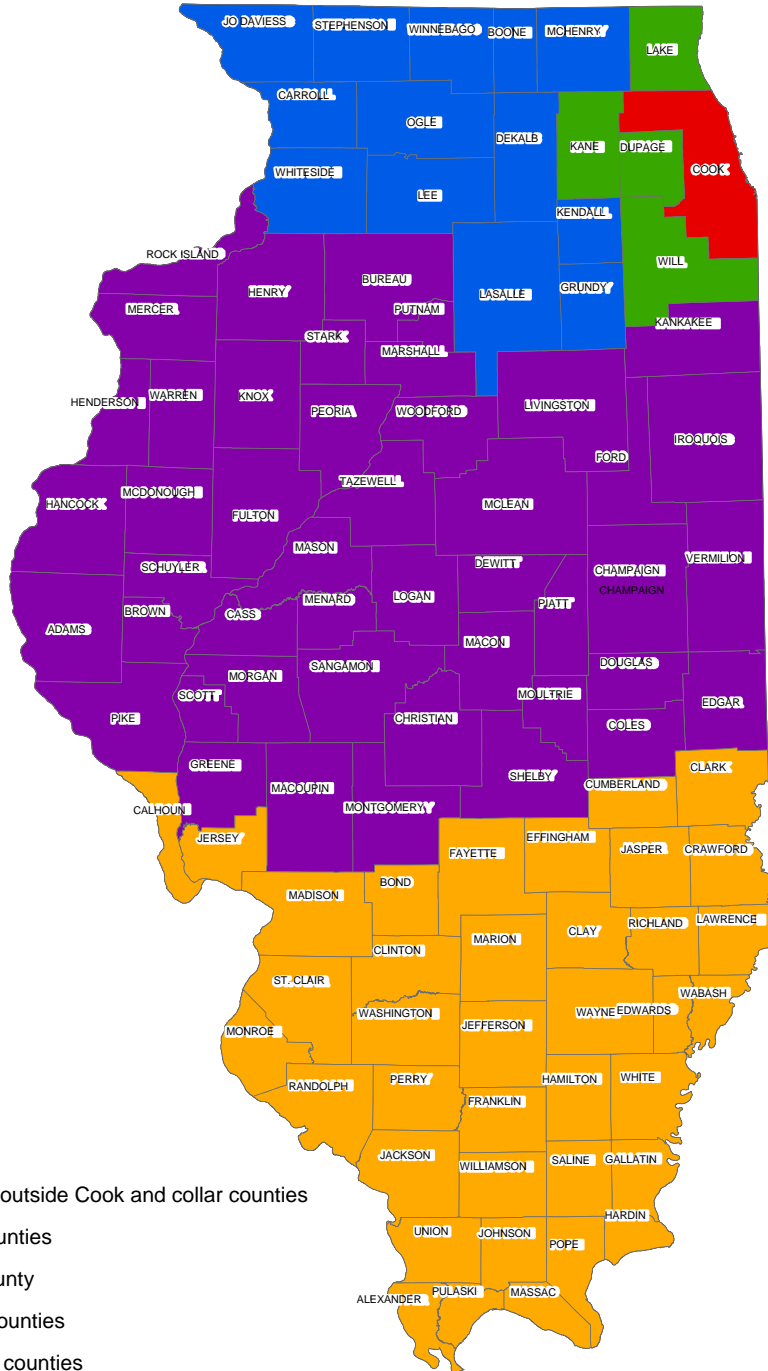 JO DAVIESS
STEPHENSON
WINNEBAGO
BOONE
MCHENRY
LAKE
CARROLL
OGLE
DEKALB
KANE
DUPAGE
COOK
WHITESIDE
LEE
KENDALL
ROCK ISLAND
WILL
HENRY
BUREAU
LASALLE
GRUNDY
MERCER
PUTNAM
KANKAKEE
STARK
MARSHALL
HENDERSON
WARREN
KNOX
PEORIA
WOODFORD
LIVINGSTON
IROQUOIS
FORD
HANCOCK
MCDONOUGH
TAZEWELL
MCLEAN
FULTON
MASON
SCHUYLER
DEWITT
CHAMPAIGN
VERMILION
CHAMPAIGN
BROWN
CASS
MENARD
LOGAN
PIATT
ADAMS
MACON
MORGAN
SANGAMON
DOUGLAS
SCOTT
MOULTRIE
EDGAR
PIKE
CHRISTIAN
COLES
GREENE
MACOUPIN
SHELBY
CLARK
CUMBERLAND
CALHOUN
MONTGOMERY
JERSEY
FAYETTE
EFFINGHAM
JASPER
CRAWFORD
MADISON
BOND
CLINTON
MARION
CLAY
RICHLAND
LAWRENCE
ST. CLAIR
WABASH
WASHINGTON
WAYNE
EDWARDS
MONROE
JEFFERSON
RANDOLPH
PERRY
HAMILTON
WHITE
FRANKLIN
JACKSON
WILLIAMSON
SALINE
GALLATIN
outside Cook and collar counties
HARDIN
UNION
JOHNSON
POPE
unties
unty
ALEXANDER
PULASKI
MASSAC
ounties
counties